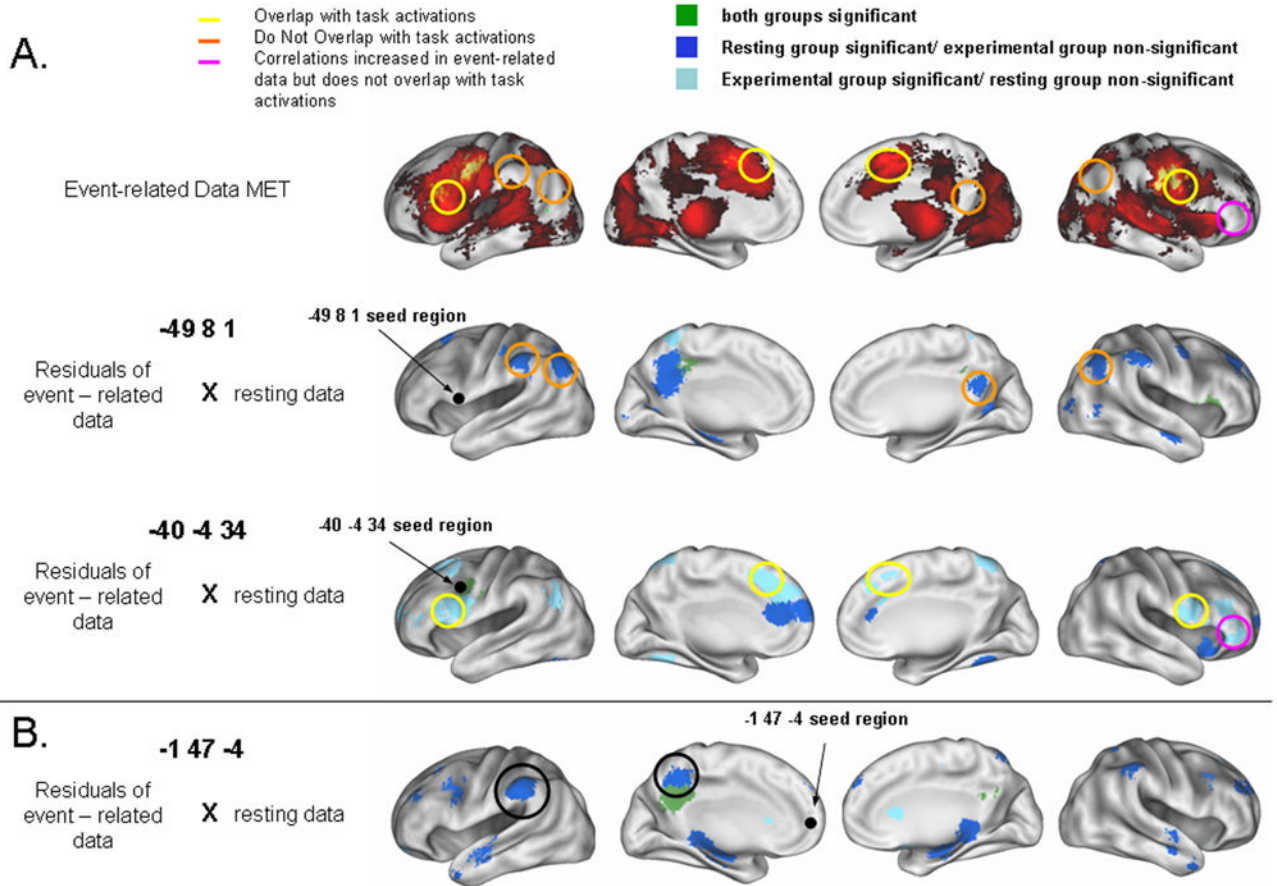 A.
Overlap with task activations
Do Not Overlap with task activations
Correlations increased in event-related
data but does not overlap with task
activations
both groups significant
Resting group significant/ experimental group non-significant
Experimental group significant/ resting group non-significant
Event-related Data MET
-49 8 1
-49 8 1 seed region
Residuals of
event – related
data
X resting data
-40 -4 34
-40 -4 34 seed region
Residuals of
event – related
data
X resting data
B.
-1 47 -4
-1 47 -4 seed region
Residuals of
event – related
data
X resting data